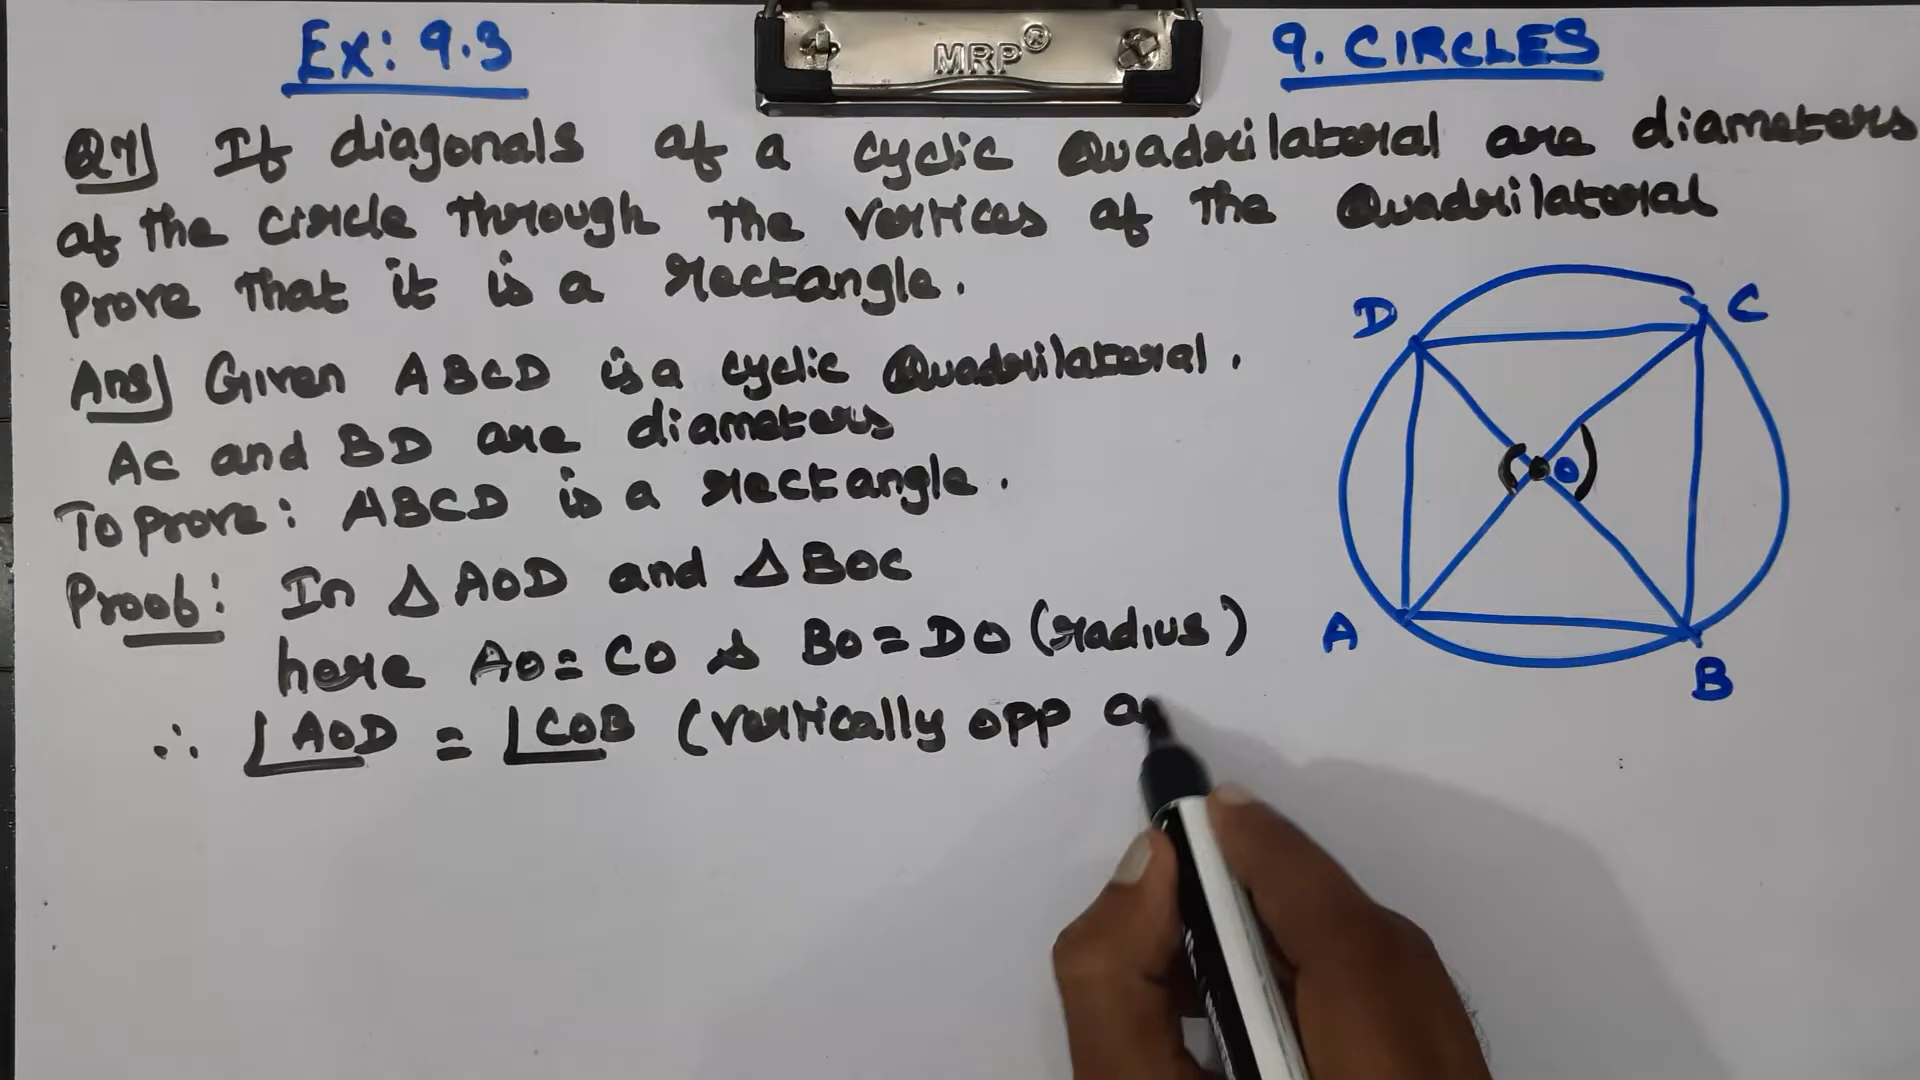 Ex: 9.3
MRP®
9. CIRCLES
Q7) If diagonals of a cyclic Quadrilateral are diameters
of the circle Through The vertices of The Quadrilateral
Prove That it is a rectangle.
Ans) Given ABCD is a cyclic Quadrilateral.
AC and BD are diameters
To prove: ABCD is a rectangle.
Proof: In △AOD and △BOC
here AO = CO & BO = DO (radius)
∴ ∠AOD = ∠COB (vertically opp a
D
C
O
A
B